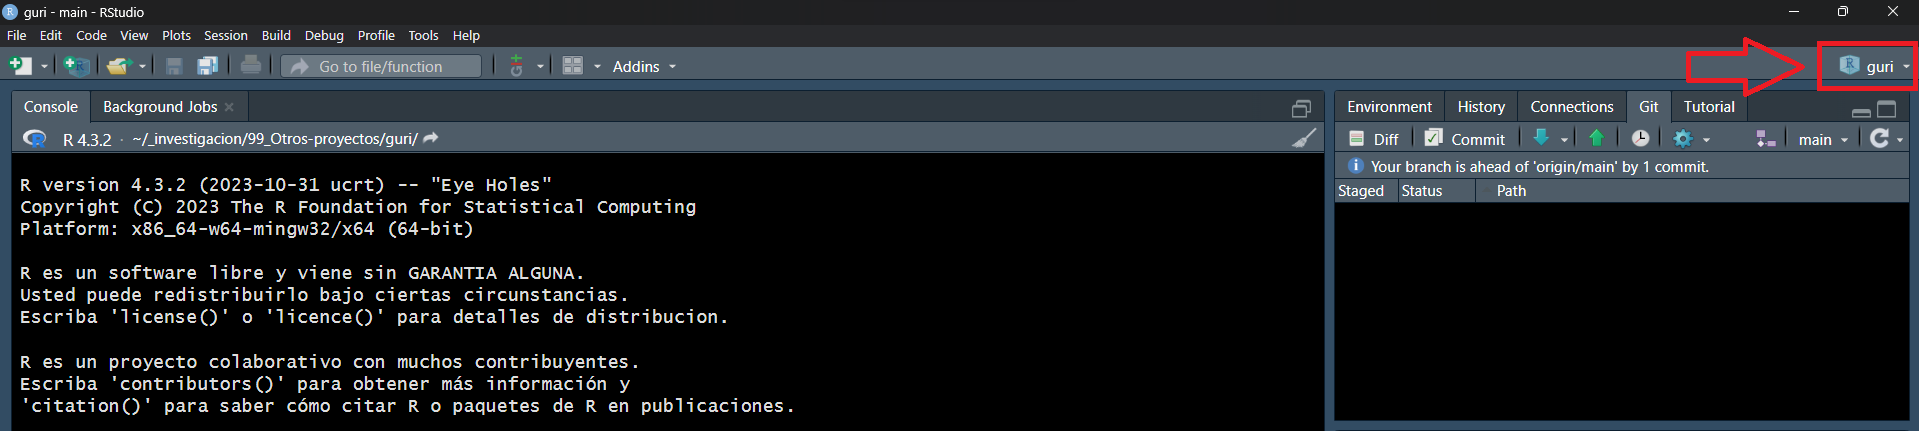 guri - main - RStudio
File Edit Code View Plots Session Build Debug Profile Tools Help
Go to file/function Addins R guri
Console Background Jobs
Environment History Connections Git Tutorial
R 4.3.2 · ~/_investigacion/99_Otros-proyectos/guri/
Diff Commit main
Your branch is ahead of 'origin/main' by 1 commit.
Staged Status Path
R version 4.3.2 (2023-10-31 ucrt) -- "Eye Holes"
Copyright (C) 2023 The R Foundation for Statistical Computing
Platform: x86_64-w64-mingw32/x64 (64-bit)
R es un software libre y viene sin GARANTIA ALGUNA.
Usted puede redistribuirlo bajo ciertas circunstancias.
Escriba 'license()' o 'licence()' para detalles de distribucion.
R es un proyecto colaborativo con muchos contribuyentes.
Escriba 'contributors()' para obtener más información y
'citation()' para saber cómo citar R o paquetes de R en publicaciones.